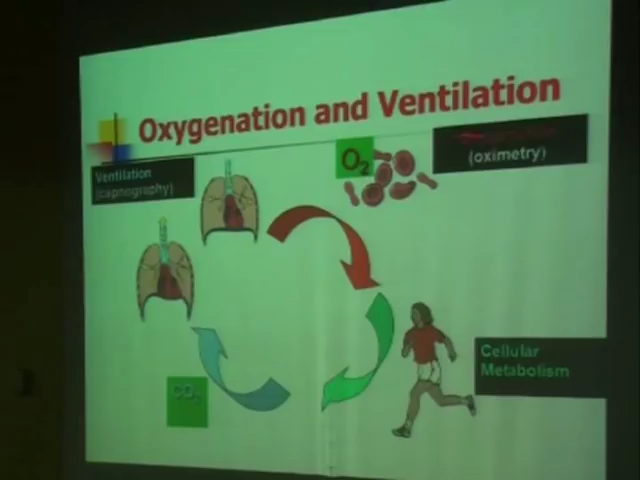 Oxygenation and Ventilation
Ventilation
(capnography)
O₂
(oximetry)
Cellular
Metabolism
CO₂